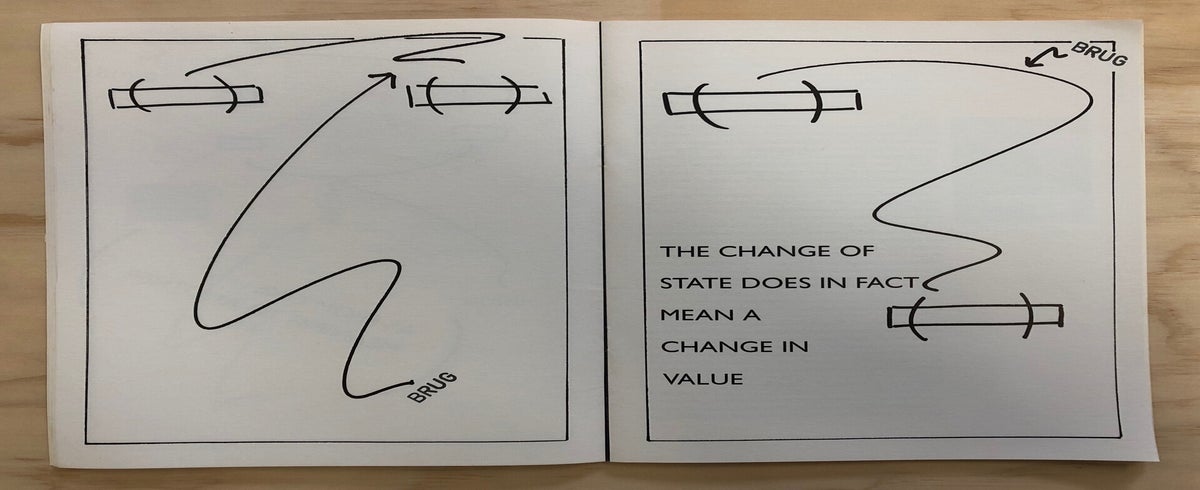 BRUG
BRUG
THE CHANGE OF
STATE DOES IN FACT
MEAN A
CHANGE IN
VALUE